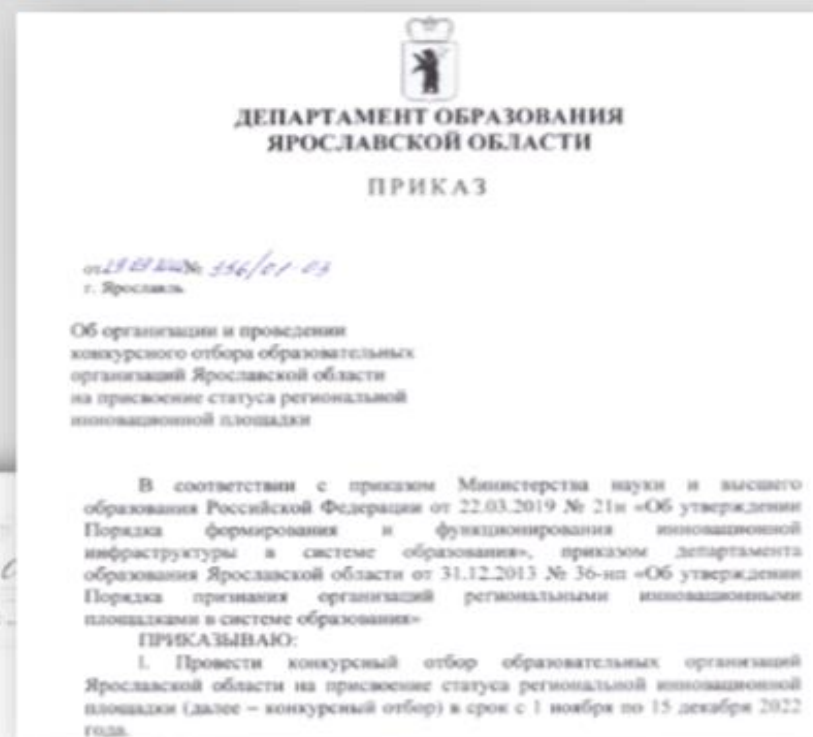 ДЕПАРТАМЕНТ ОБРАЗОВАНИЯ
ЯРОСЛАВСКОЙ ОБЛАСТИ
ПРИКАЗ
от № /01-03
г. Ярославль
Об организации и проведении
конкурсного отбора образовательных
организаций Ярославской области
на присвоение статуса региональной
инновационной площадки
В соответствии с приказом Министерства науки и высшего
образования Российской Федерации от 22.03.2019 № 21н «Об утверждении
Порядка формирования и функционирования инновационной
инфраструктуры в системе образования», приказом департамента
образования Ярославской области от 31.12.2013 № 36-нп «Об утверждении
Порядка признания организаций региональными инновационными
площадками в системе образования»
ПРИКАЗЫВАЮ:
1. Провести конкурсный отбор образовательных организаций
Ярославской области на присвоение статуса региональной инновационной
площадки (далее – конкурсный отбор) в срок с 1 ноября по 15 декабря 2022
года.